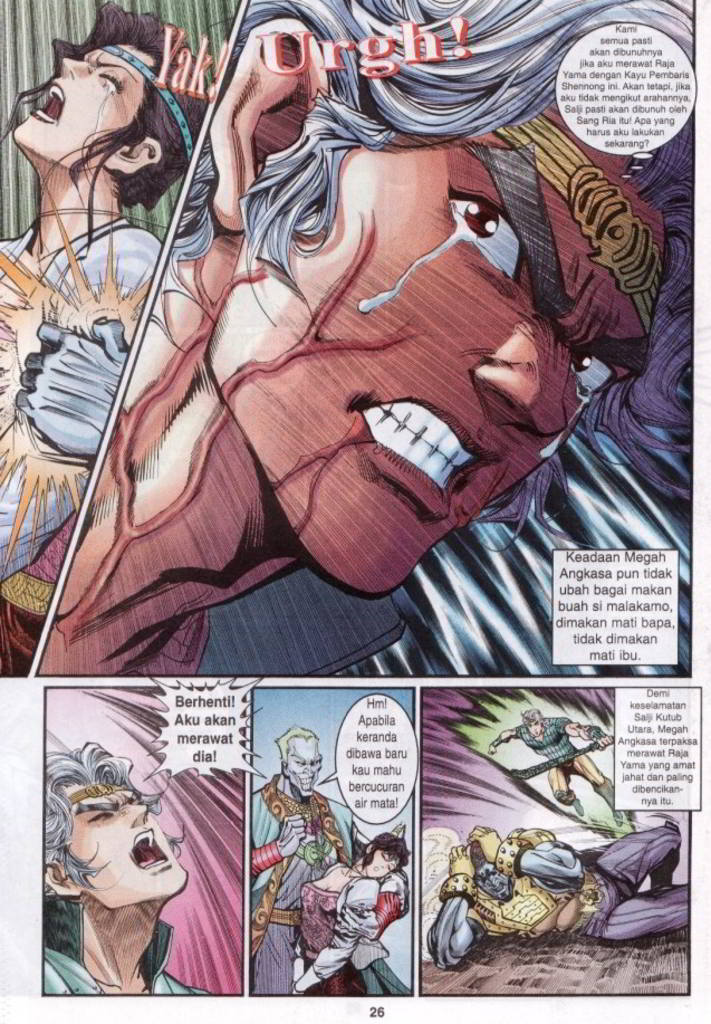 Yak!
Urgh!
Kami
semua pasti
akan dibunuhnya
jika aku merawat Raja
Yama dengan Kayu Pembaris
Shennong ini. Akan tetapi, jika
aku tidak mengikut arahannya,
Salji pasti akan dibunuh oleh
Sang Ria itu! Apa yang
harus aku lakukan
sekarang?
Keadaan Megah
Angkasa pun tidak
ubah bagai makan
buah si malakamo,
dimakan mati bapa,
tidak dimakan
mati ibu.
Berhenti!
Aku akan
merawat
dia!
Hm!
Apabila
keranda
dibawa baru
kau mahu
bercucuran
air mata!
Demi
keselamatan
Salji Kutub
Utara, Megah
Angkasa terpaksa
merawat Raja
Yama yang amat
jahat dan paling
dibencikan-
nya itu.
26